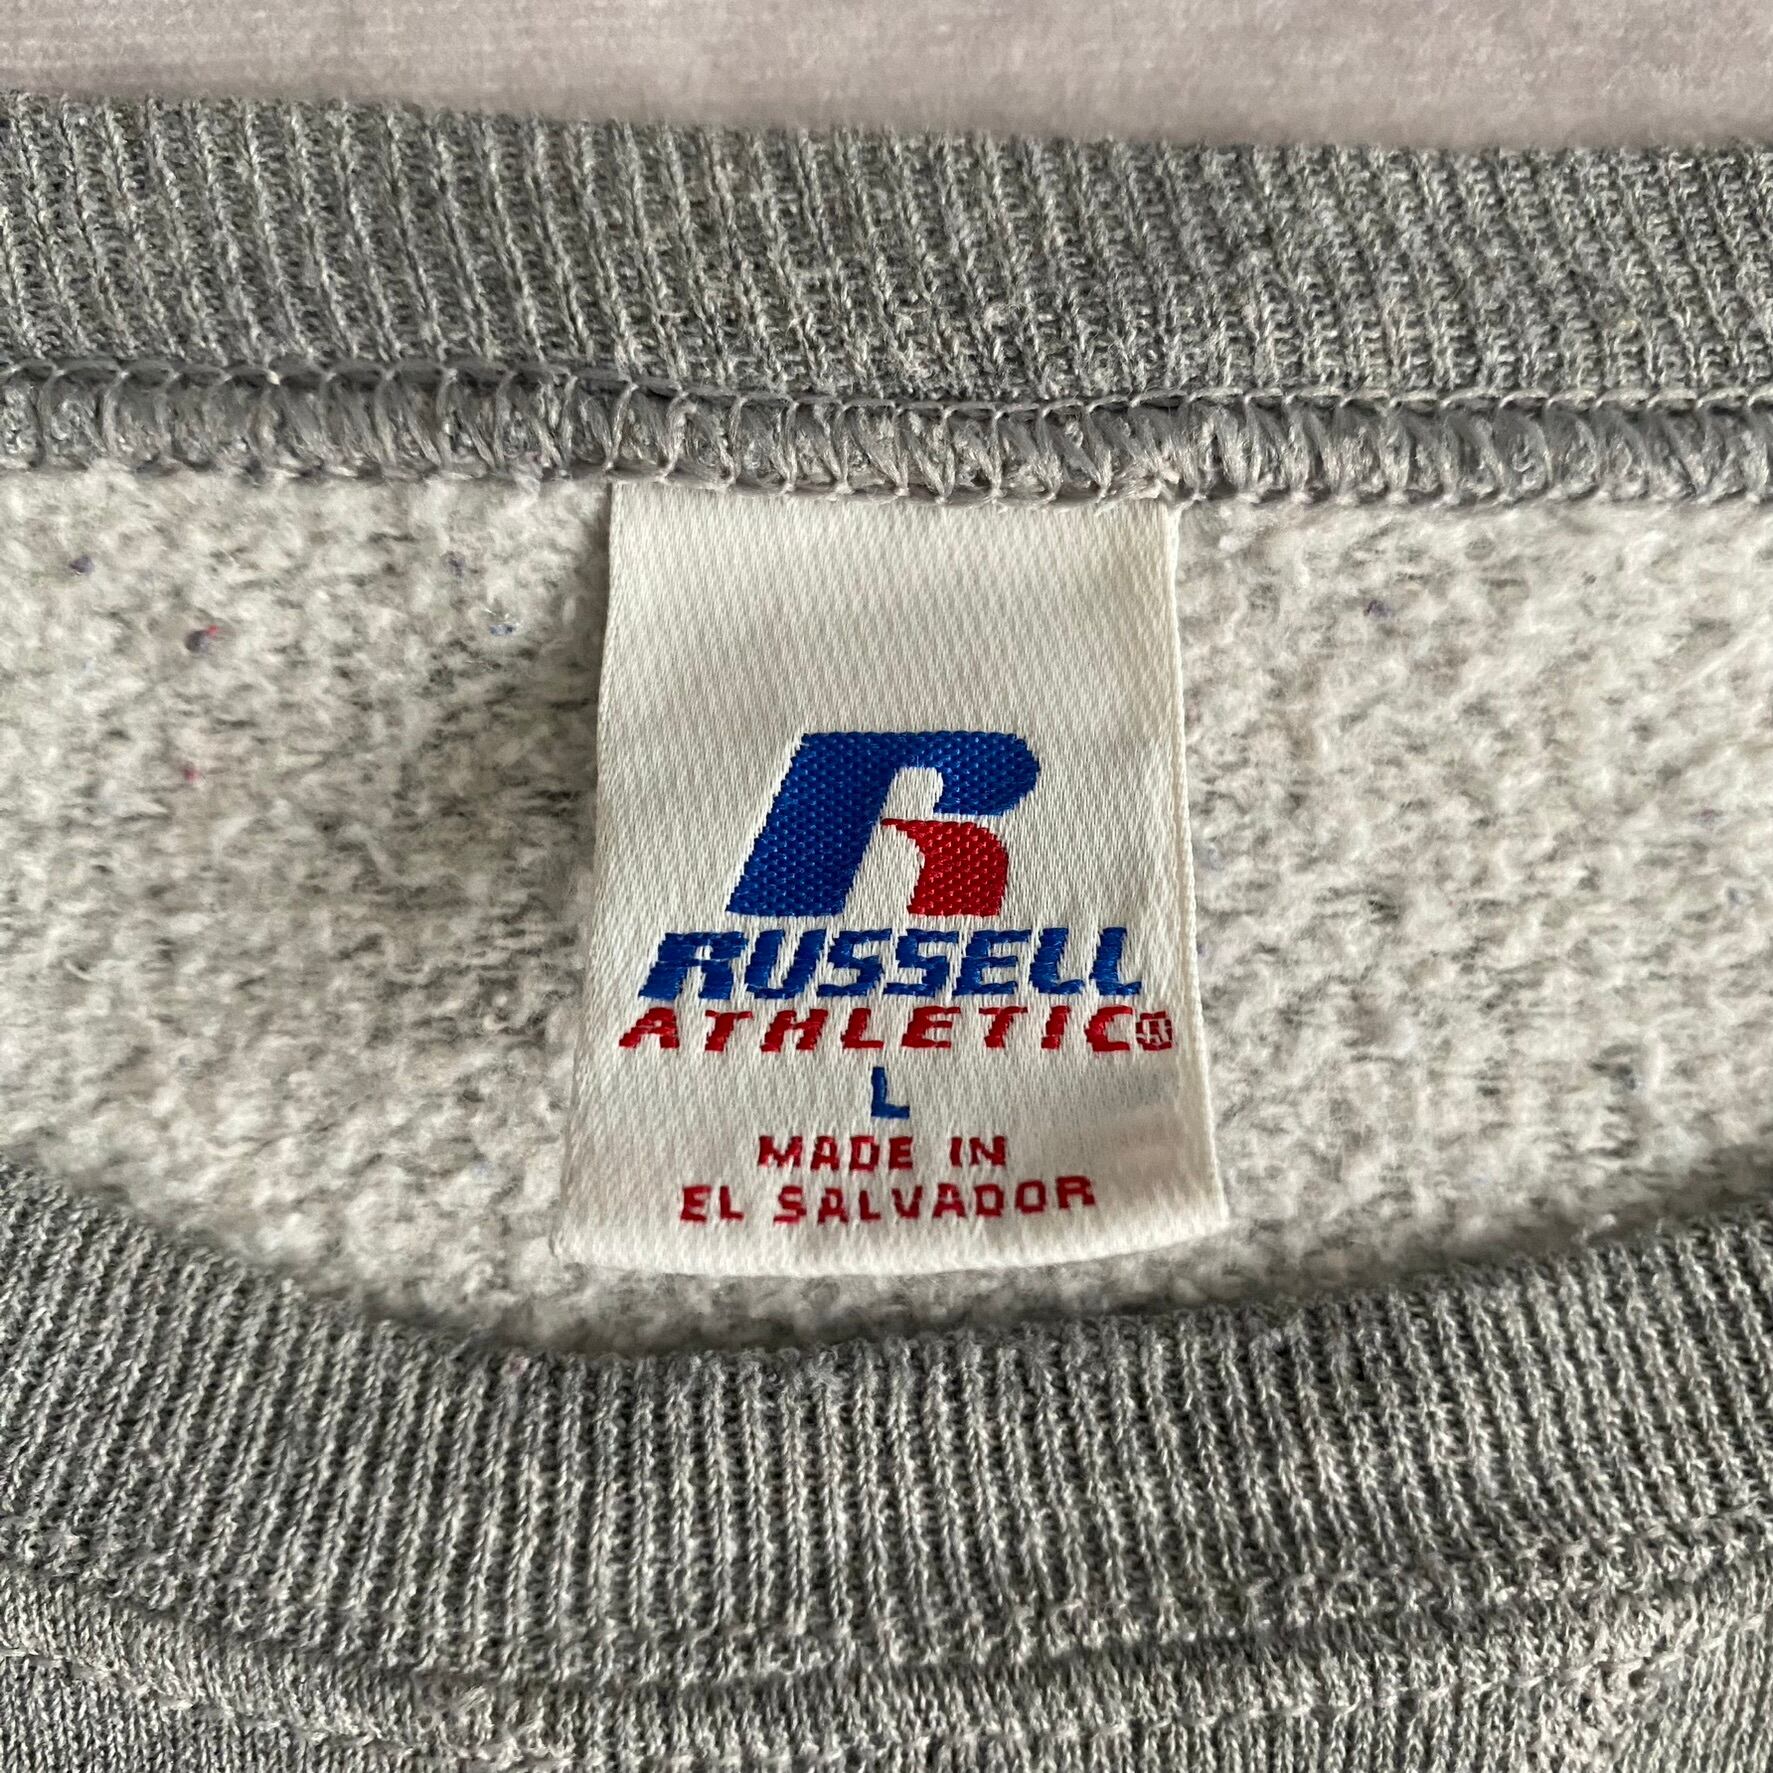 R
RUSSELL
ATHLETIC®
L
MADE IN
EL SALVADOR